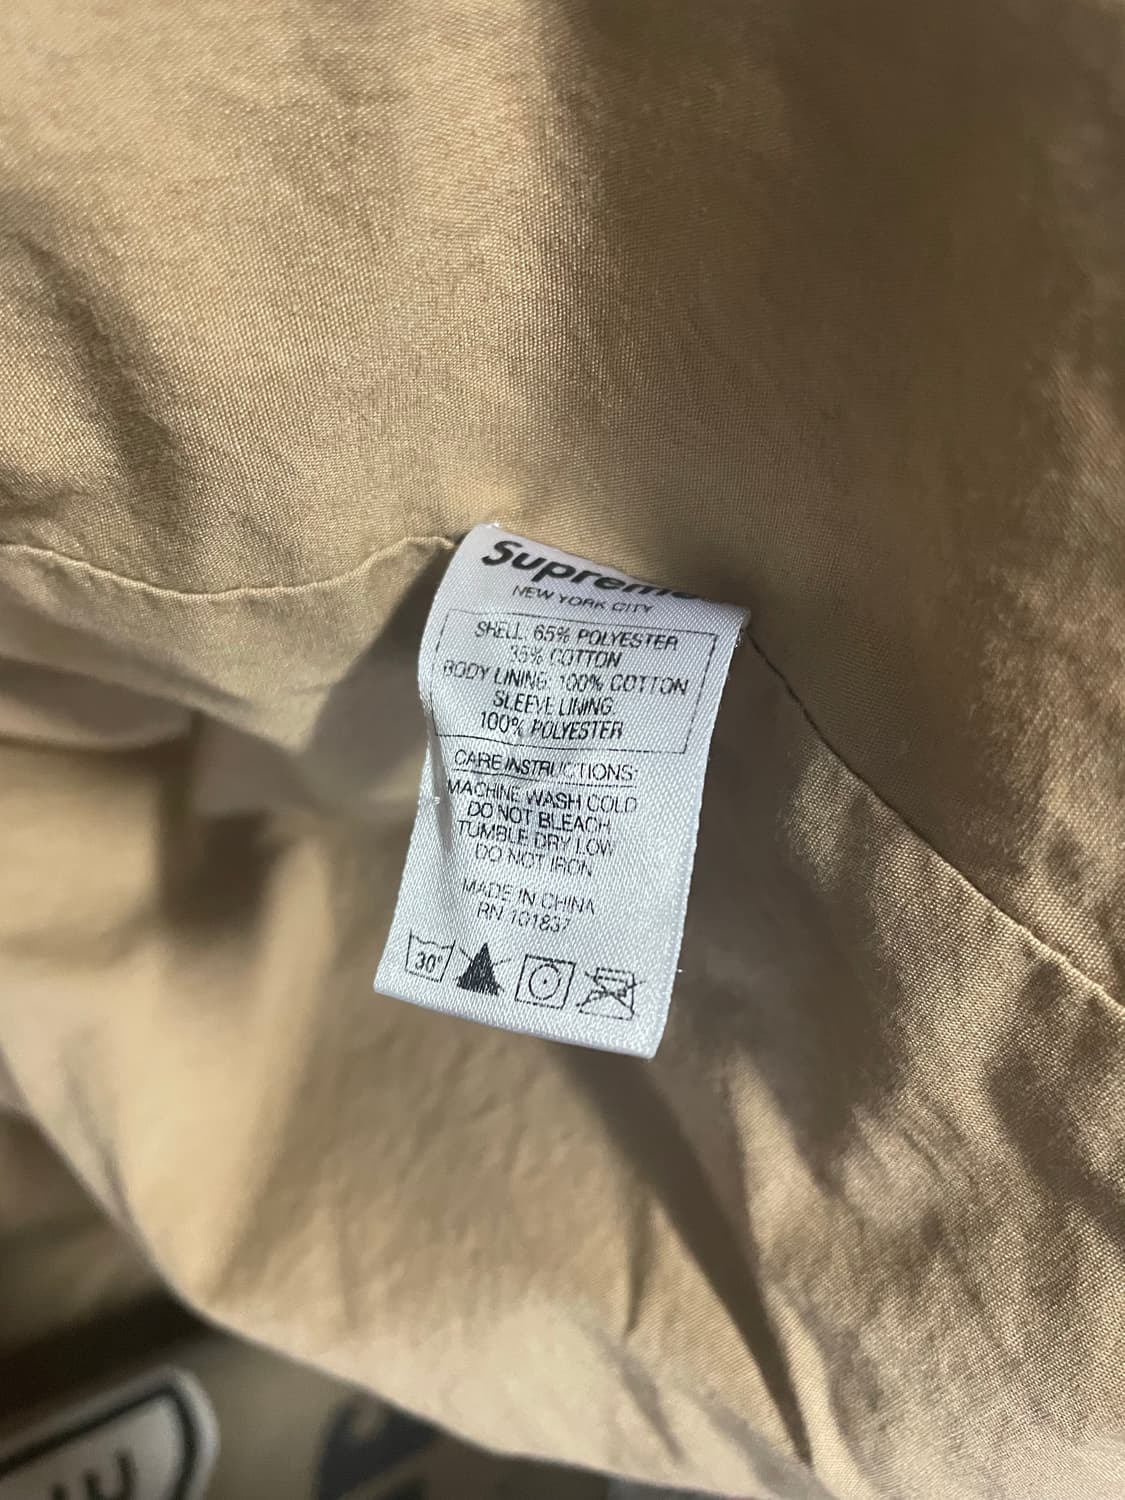 Supreme
NEW YORK CITY
SHELL: 65% POLYESTER
35% COTTON
BODY LINING: 100% COTTON
SLEEVE LINING:
100% POLYESTER
CARE INSTRUCTIONS:
MACHINE WASH COLD
DO NOT BLEACH
TUMBLE DRY LOW
DO NOT IRON
MADE IN CHINA
RN 101837
30°